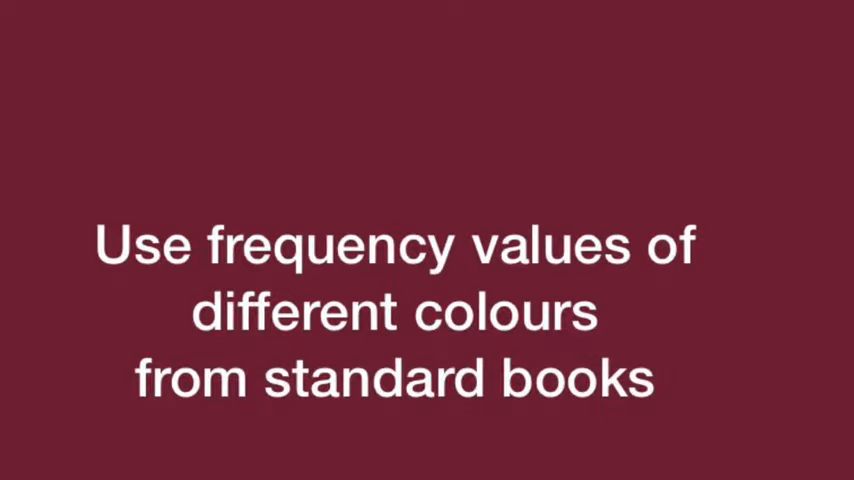 Use frequency values of
different colours
from standard books